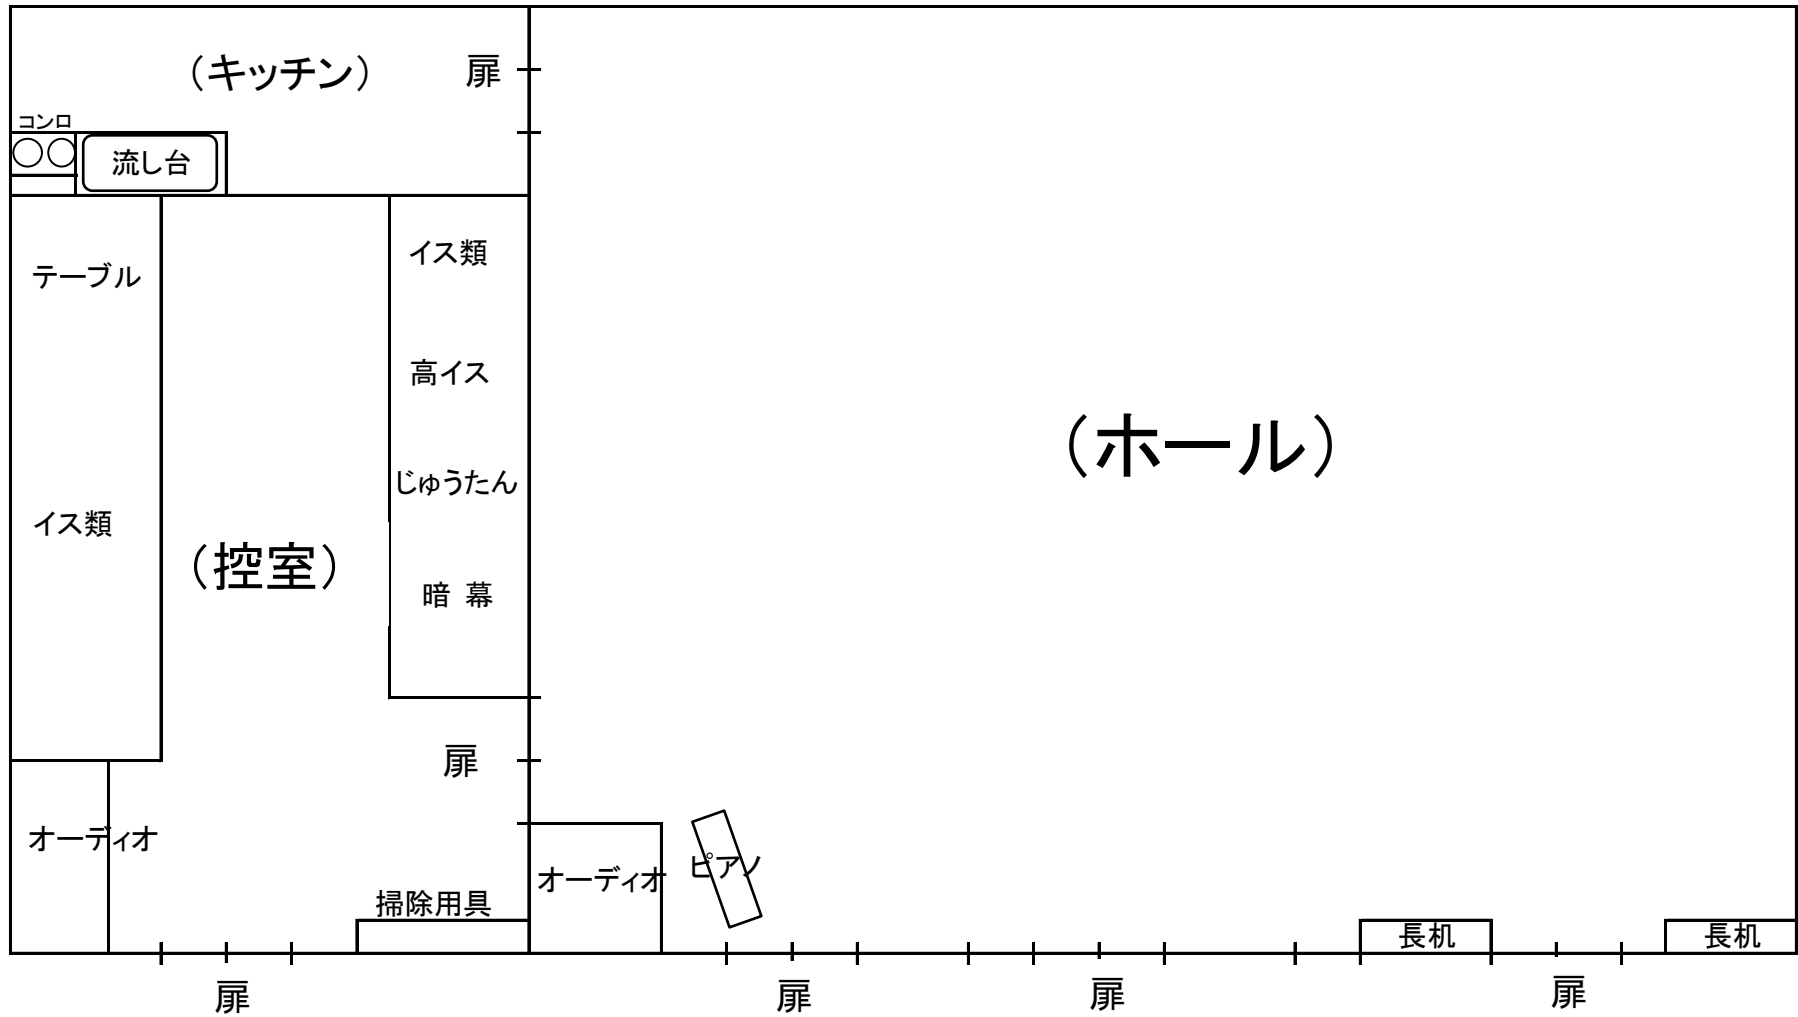 （キッチン）
扉
コンロ
流し台
テーブル
イス類
イス類
高イス
じゅうたん
暗 幕
（控室）
（ホール）
扉
オーディオ
掃除用具
オーディオ
ピアノ
長机
長机
扉
扉
扉
扉